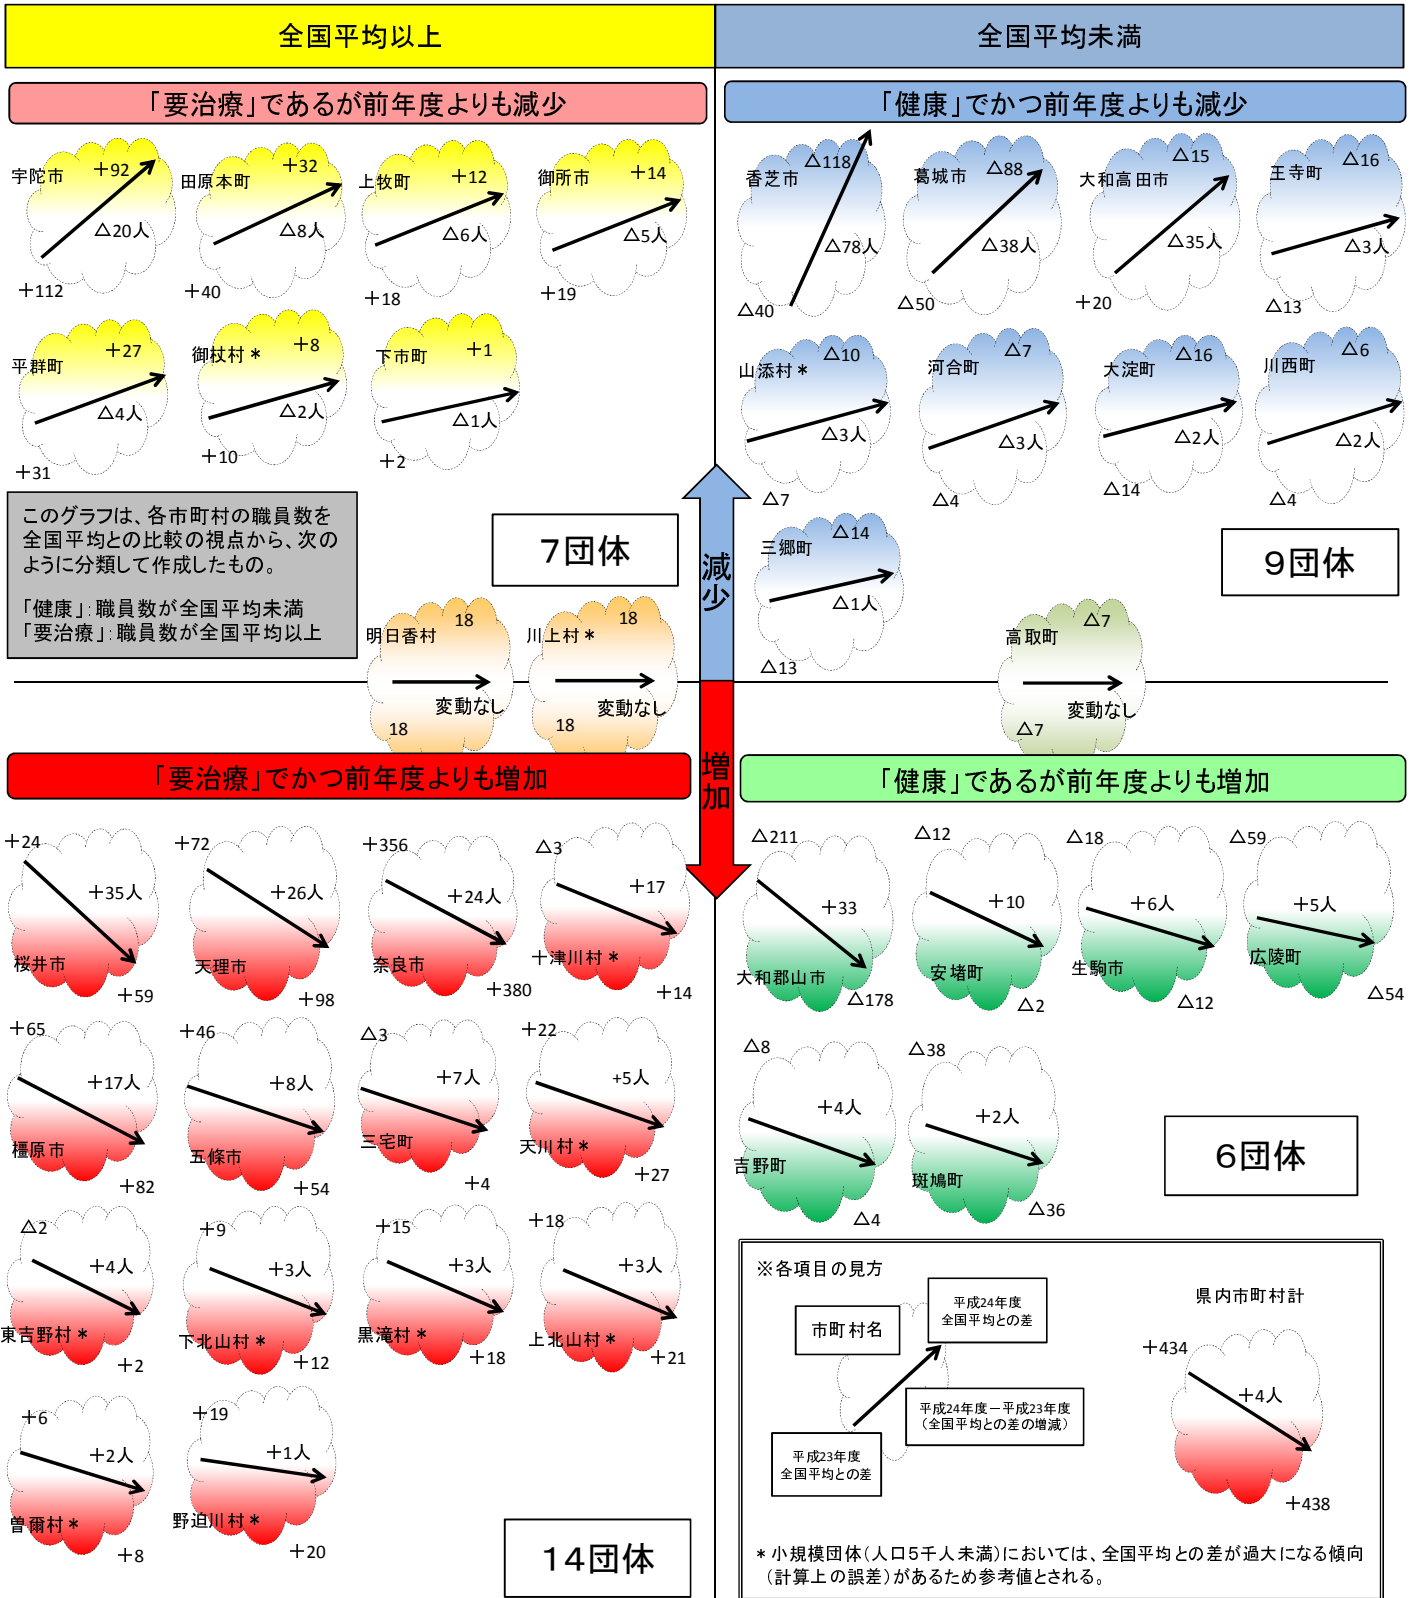 全国平均以上
全国平均未満
「要治療」であるが前年度よりも減少
「健康」でかつ前年度よりも減少
宇陀市
+92
△20人
+112
田原本町
+32
△8人
+40
上牧町
+12
△6人
+18
御所市
+14
△5人
+19
平群町
+27
△4人
+31
御杖村*
+8
△2人
+10
下市町
+1
△1人
+2
香芝市
△118
△78人
△40
葛城市
△88
△38人
△50
大和高田市
△15
△35人
+20
王寺町
△16
△3人
△13
山添村*
△10
△3人
△7
河合町
△7
△3人
△4
大淀町
△16
△2人
△14
川西町
△6
△2人
△4
三郷町
△14
△1人
△13
このグラフは、各市町村の職員数を
全国平均との比較の視点から、次の
ように分類して作成したもの。
「健康」:職員数が全国平均未満
「要治療」:職員数が全国平均以上
7団体
9団体
減少
増加
明日香村
18
変動なし
18
川上村*
18
変動なし
18
高取町
△7
変動なし
△7
「要治療」でかつ前年度よりも増加
「健康」であるが前年度よりも増加
+24
+35人
桜井市
+59
+72
+26人
天理市
+98
+356
+24人
奈良市
+380
△3
+17
十津川村*
+14
+65
+17人
橿原市
+82
+46
+8人
五條市
+54
△3
+7人
三宅町
+4
+22
+5人
天川村*
+27
△2
+4人
東吉野村*
+2
+9
+3人
下北山村*
+12
+15
+3人
黒滝村*
+18
+18
+3人
上北山村*
+21
+6
+2人
曽爾村*
+8
+19
+1人
野迫川村*
+20
14団体
△211
+33
大和郡山市
△178
△12
+10
安堵町
△2
△18
+6人
生駒市
△12
△59
+5人
広陵町
△54
△8
+4人
吉野町
△4
△38
+2人
斑鳩町
△36
6団体
※各項目の見方
市町村名
平成24年度
全国平均との差
平成24年度－平成23年度
(全国平均との差の増減)
平成23年度
全国平均との差
県内市町村計
+434
+4人
+438
*小規模団体(人口5千人未満)においては、全国平均との差が過大になる傾向
(計算上の誤差)があるため参考値とされる。